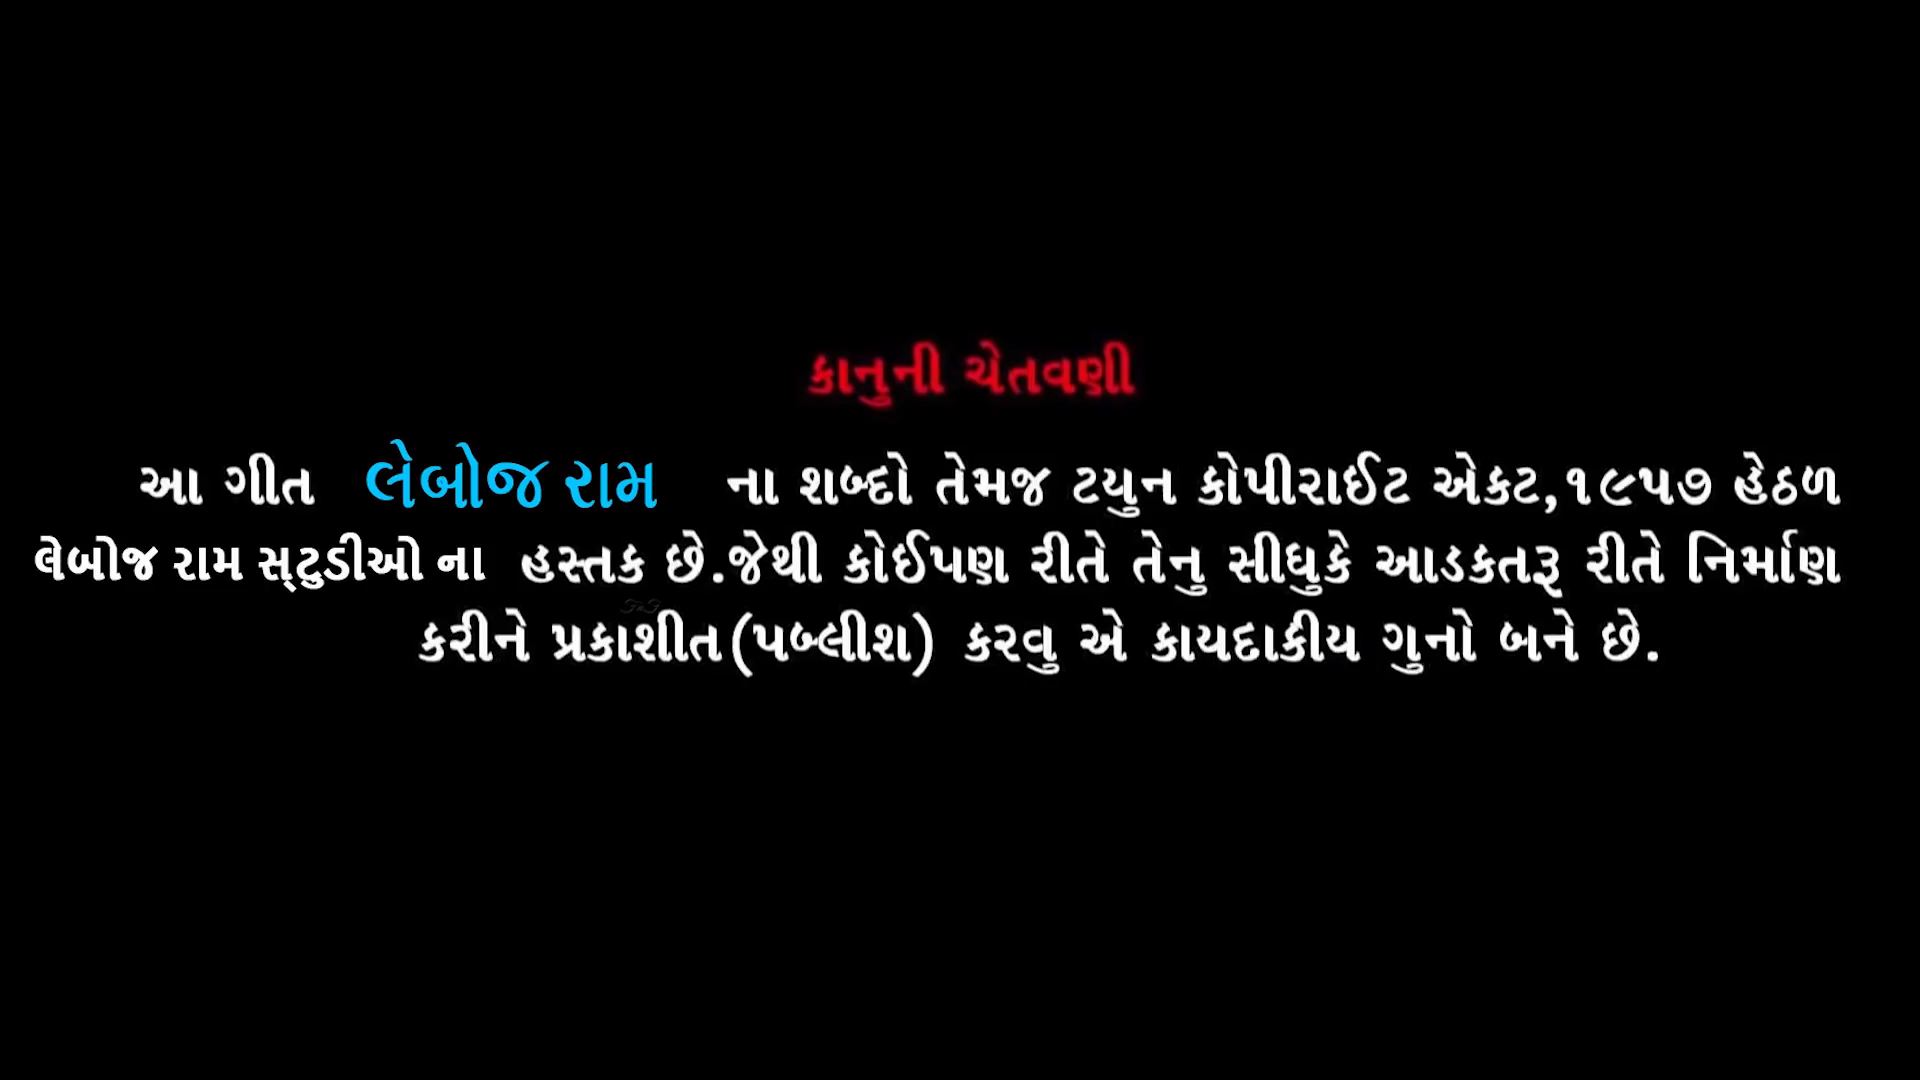 કાનુની ચેતવણી
આ ગીત લેબોજ રામ ના શબ્દો તેમજ ટયુન કોપીરાઈટ એકટ,૧૯૫૭ હેઠળ
લેબોજ રામ સ્ટુડીઓ ના હસ્તક છે.જેથી કોઈપણ રીતે તેનુ સીધુકે આડકતરૂ રીતે નિર્માણ
કરીને પ્રકાશીત(પબ્લીશ) કરવુ એ કાયદાકીય ગુનો બને છે.